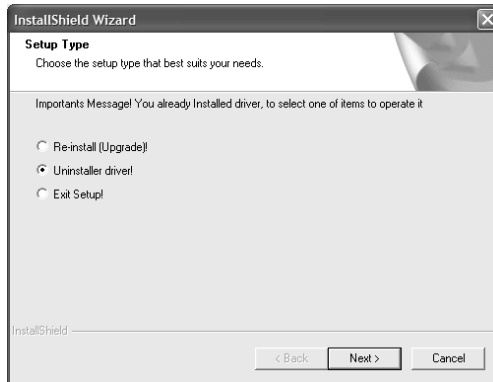 InstallShield Wizard
Setup Type
Choose the setup type that best suits your needs.
Importants Message! You already Installed driver, to select one of items to operate it
Re-install (Upgrade)!
Uninstaller driver!
Exit Setup!
InstallShield
< Back Next > Cancel